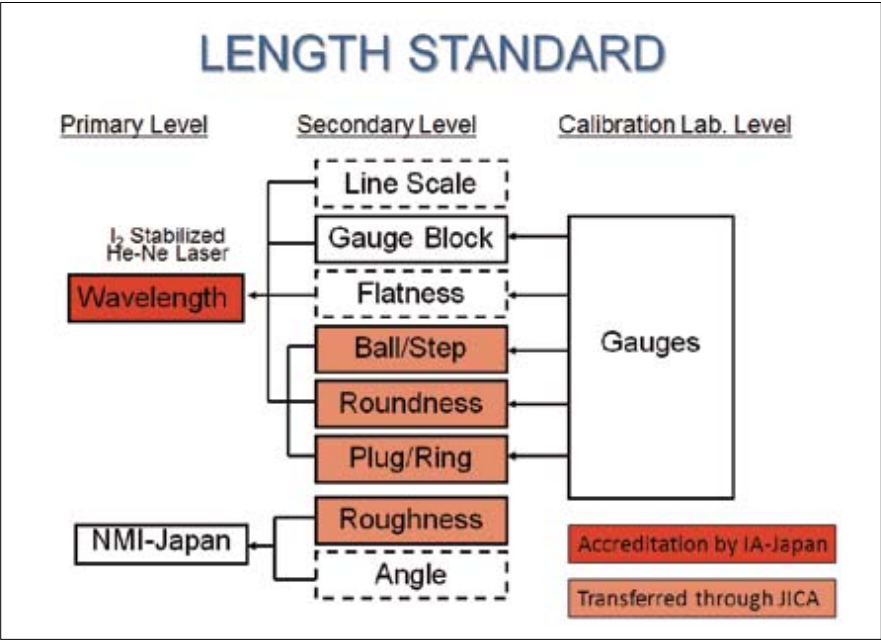 LENGTH STANDARD
Primary Level
Secondary Level
Calibration Lab. Level
Line Scale
I₂ Stabilized
He-Ne Laser
Gauge Block
Wavelength
Flatness
Ball/Step
Gauges
Roundness
Plug/Ring
Roughness
NMI-Japan
Angle
Accreditation by IA-Japan
Transferred through JICA